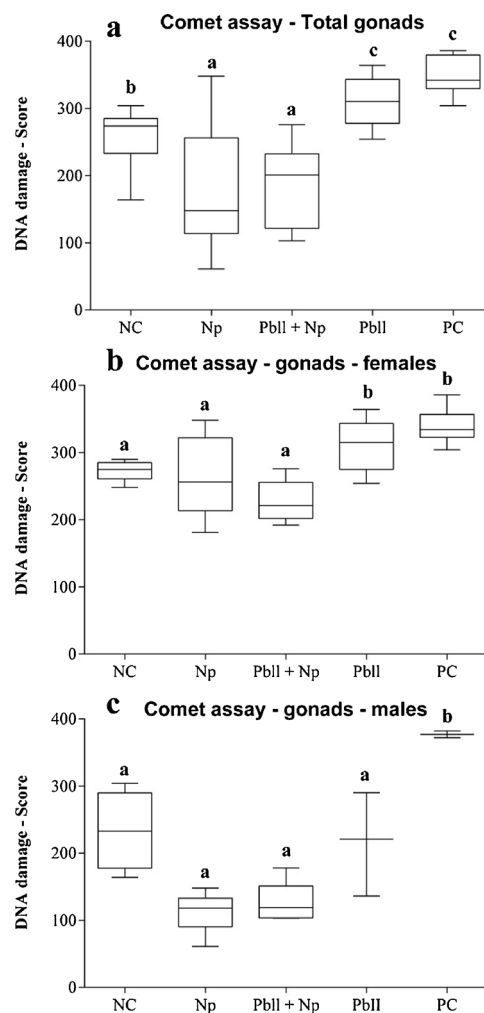 a Comet assay - Total gonads
DNA damage - Score
400
300
200
100
0
b
a
a
c
c
NC Np PbII + Np PbII PC
b Comet assay - gonads - females
DNA damage - Score
400
300
200
100
0
a
a
a
b
b
NC Np PbII + Np PbII PC
c Comet assay - gonads - males
DNA damage - Score
400
300
200
100
0
a
a
a
a
b
NC Np PbII + Np PbII PC